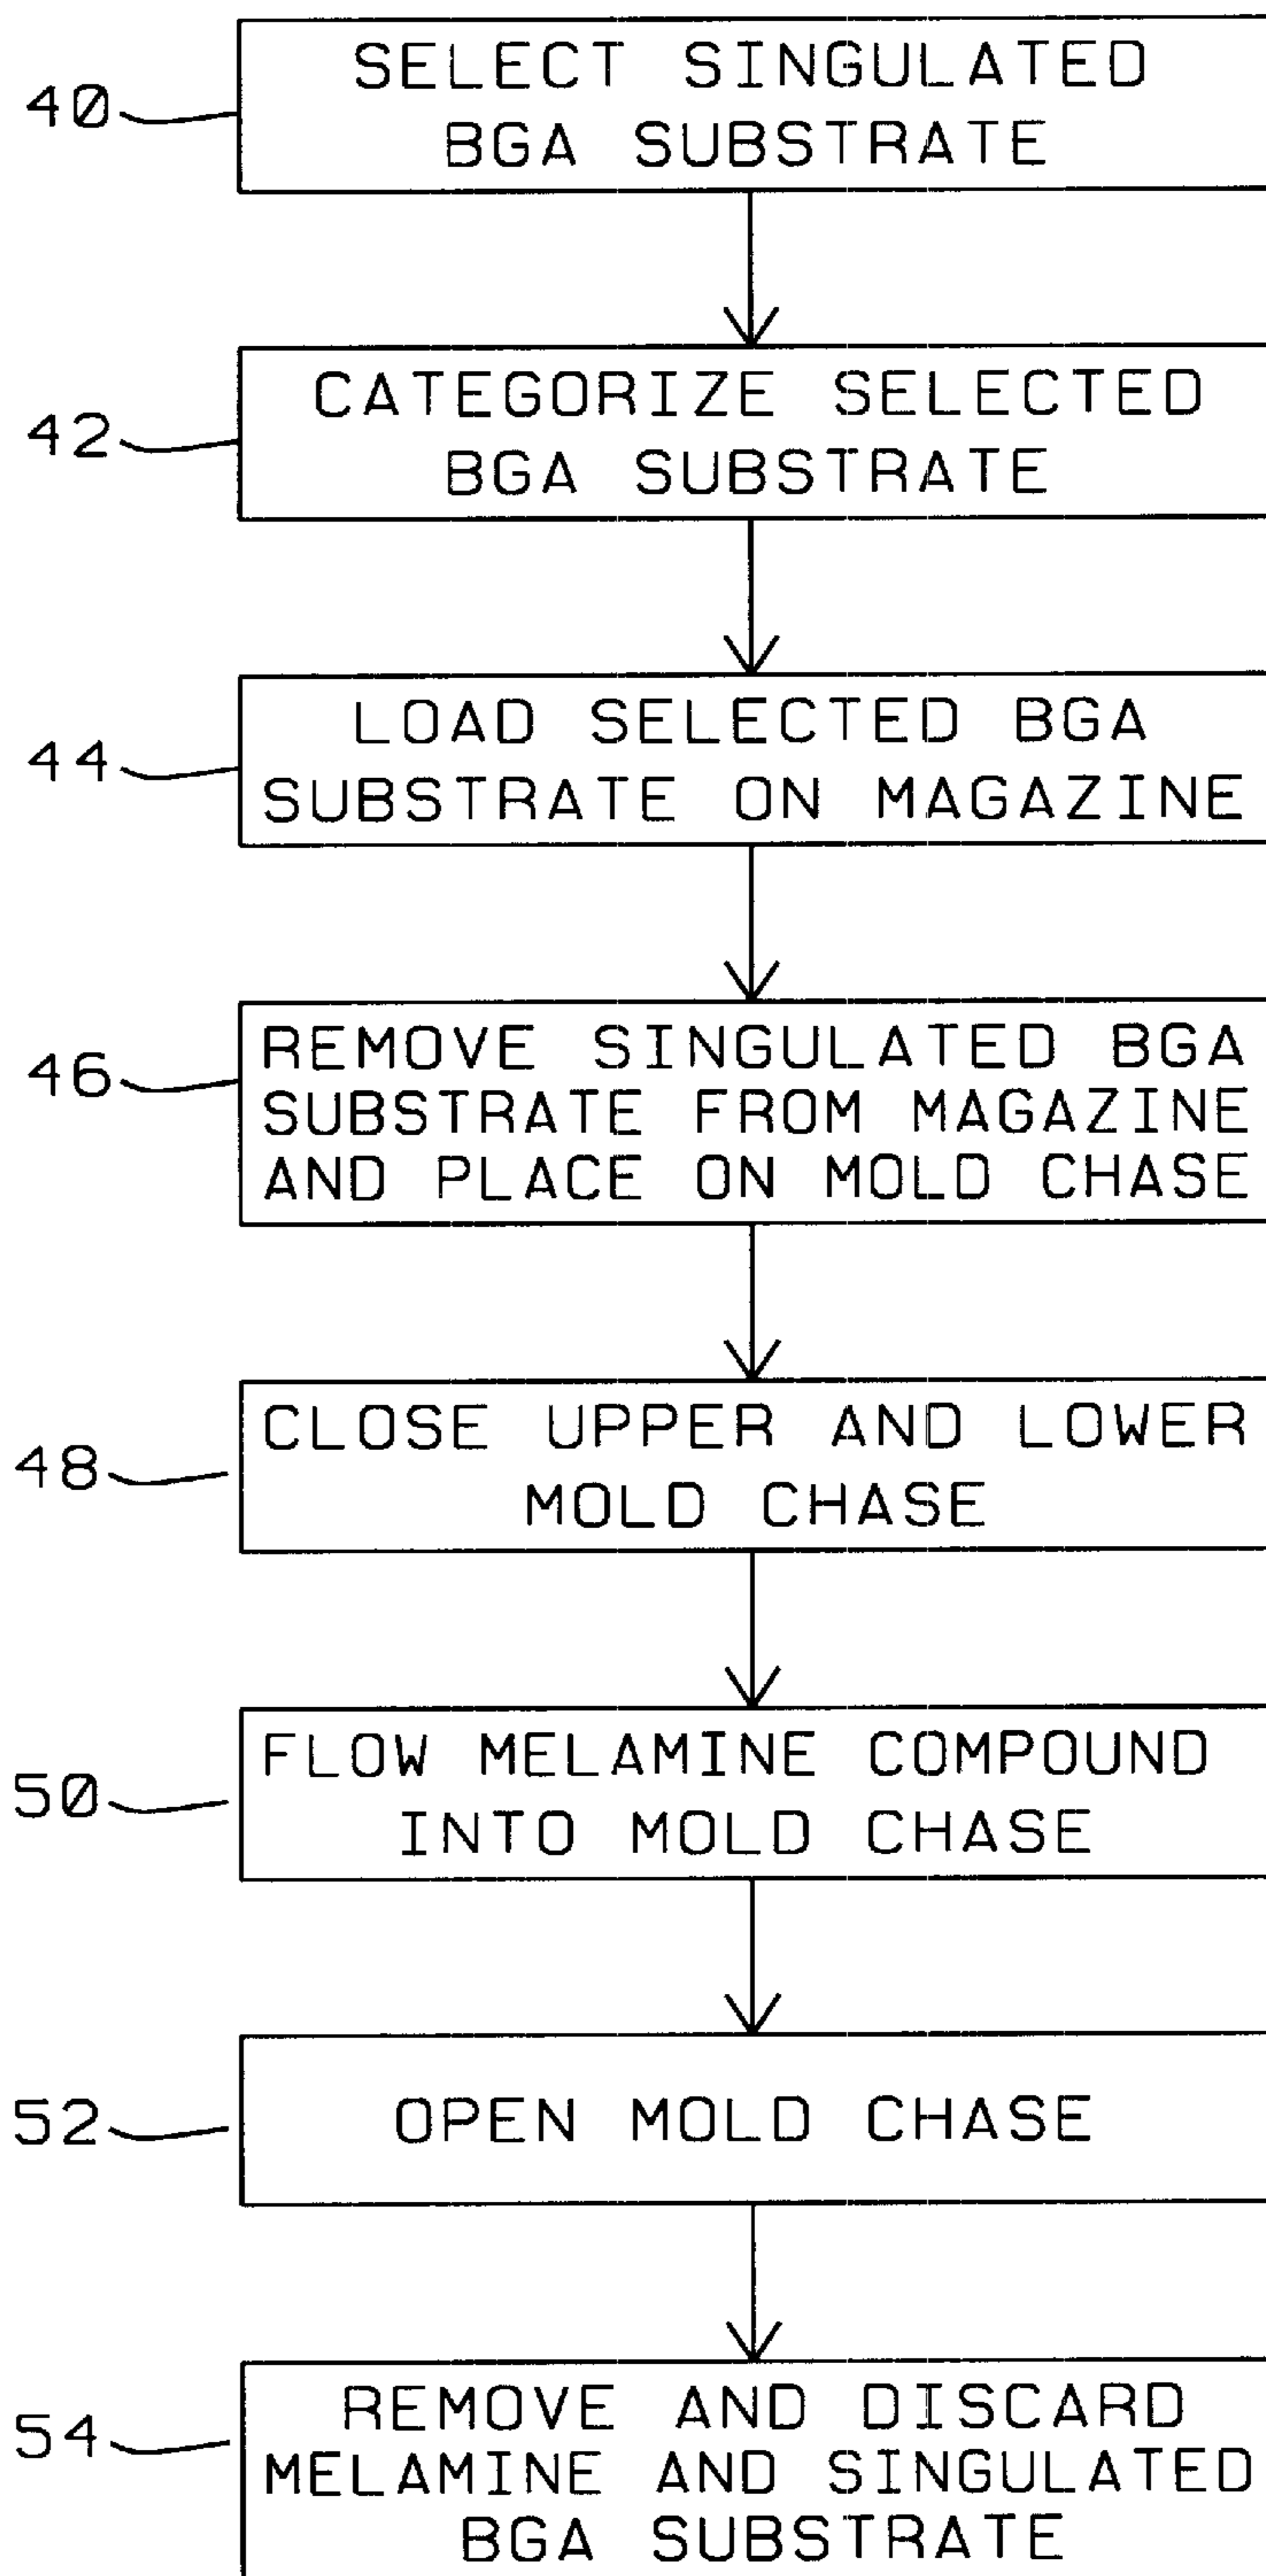 40
SELECT SINGULATED
BGA SUBSTRATE
42
CATEGORIZE SELECTED
BGA SUBSTRATE
44
LOAD SELECTED BGA
SUBSTRATE ON MAGAZINE
46
REMOVE SINGULATED BGA
SUBSTRATE FROM MAGAZINE
AND PLACE ON MOLD CHASE
48
CLOSE UPPER AND LOWER
MOLD CHASE
50
FLOW MELAMINE COMPOUND
INTO MOLD CHASE
52
OPEN MOLD CHASE
54
REMOVE AND DISCARD
MELAMINE AND SINGULATED
BGA SUBSTRATE